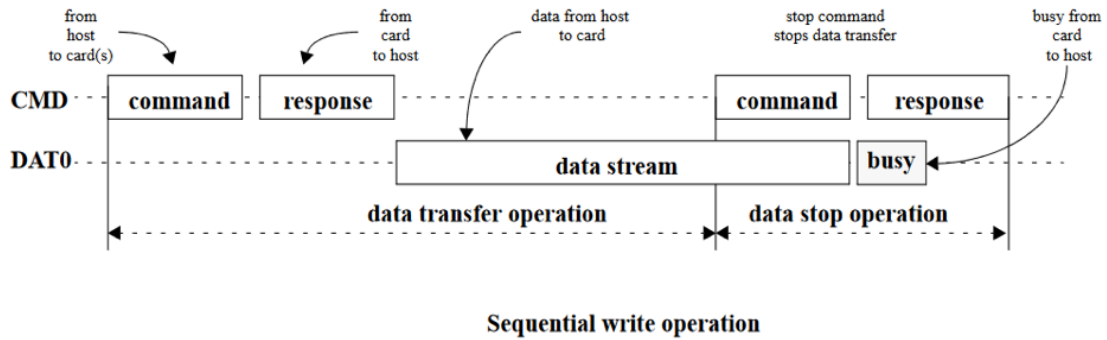 from
host
to card(s)
from
card
to host
data from host
to card
stop command
stops data transfer
busy from
card
to host
CMD
command
response
command
response
DAT0
data stream
busy
data transfer operation
data stop operation
Sequential write operation